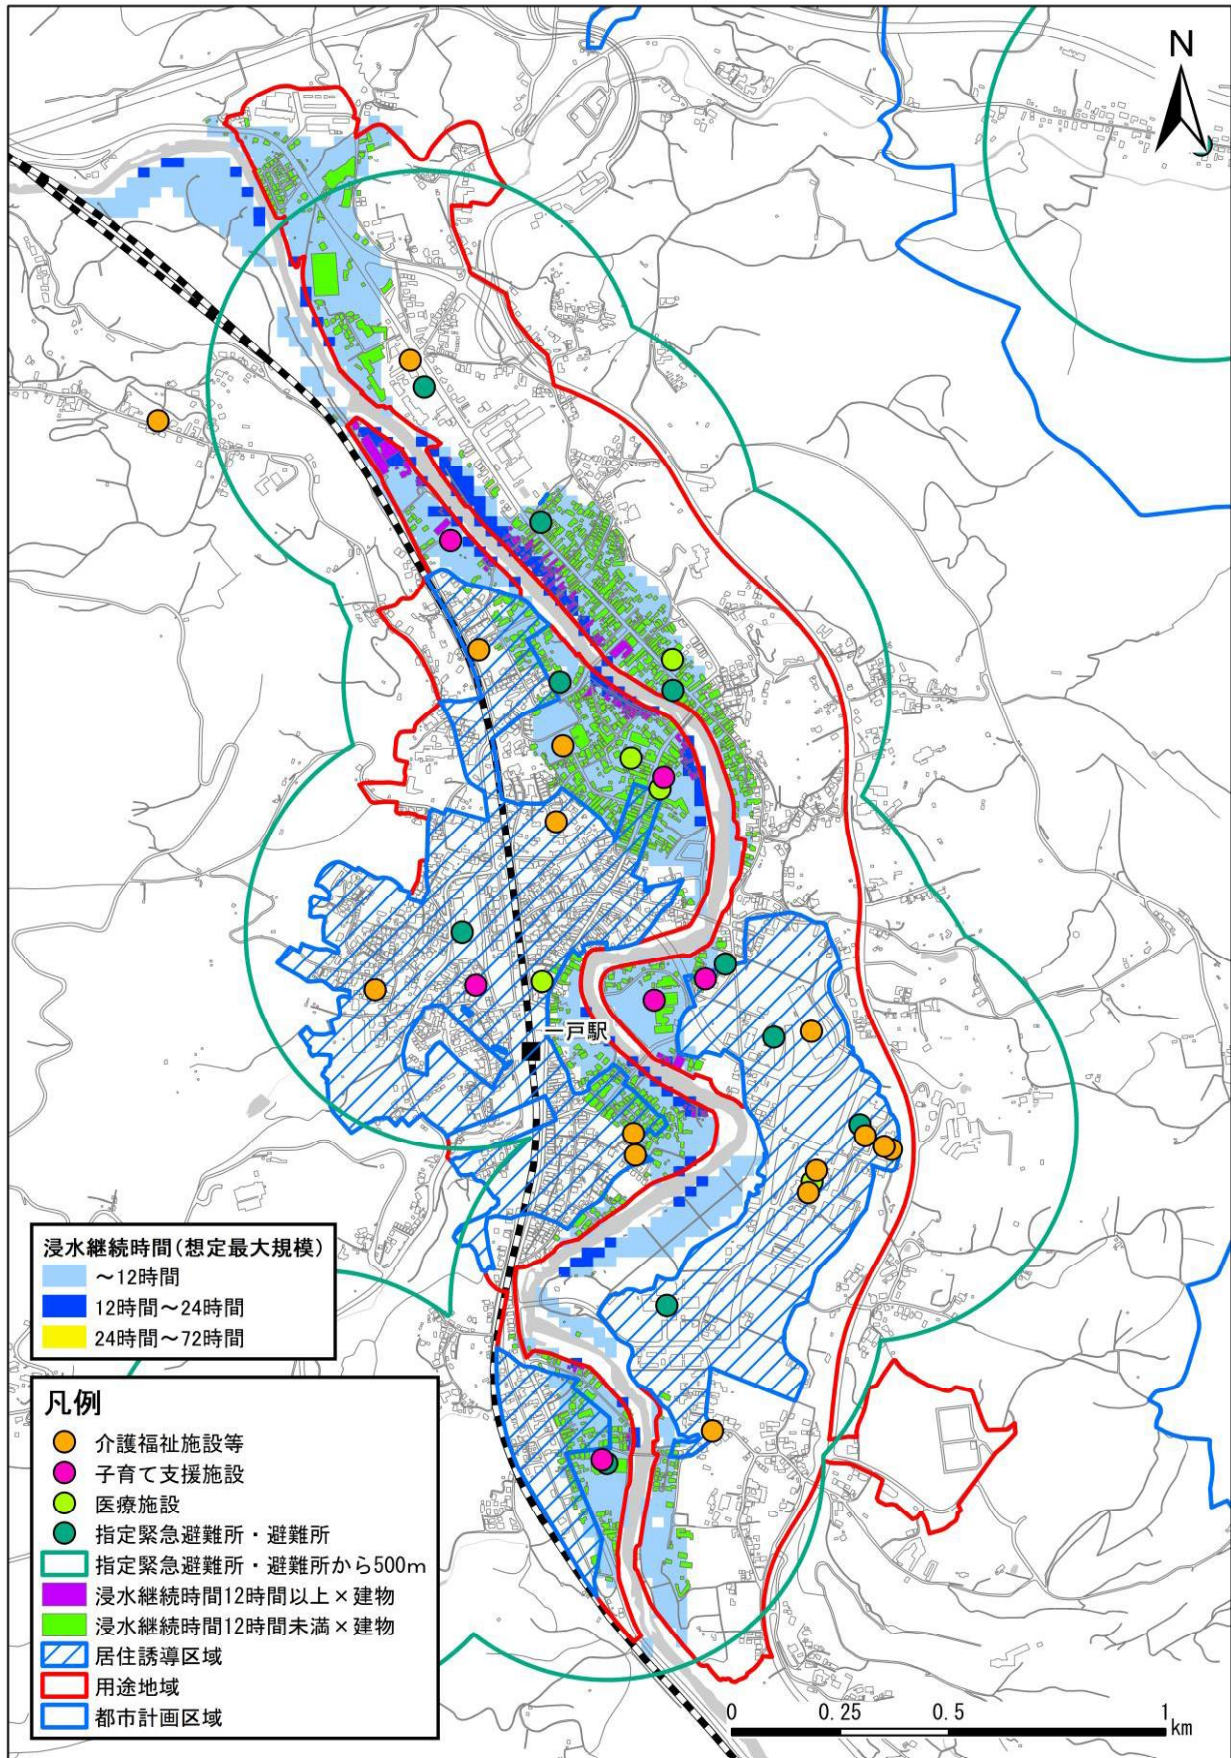 N
一戸駅
浸水継続時間(想定最大規模)
～12時間
12時間～24時間
24時間～72時間
凡例
介護福祉施設等
子育て支援施設
医療施設
指定緊急避難所・避難所
指定緊急避難所・避難所から500m
浸水継続時間12時間以上×建物
浸水継続時間12時間未満×建物
居住誘導区域
用途地域
都市計画区域
0 0.25 0.5 1
km